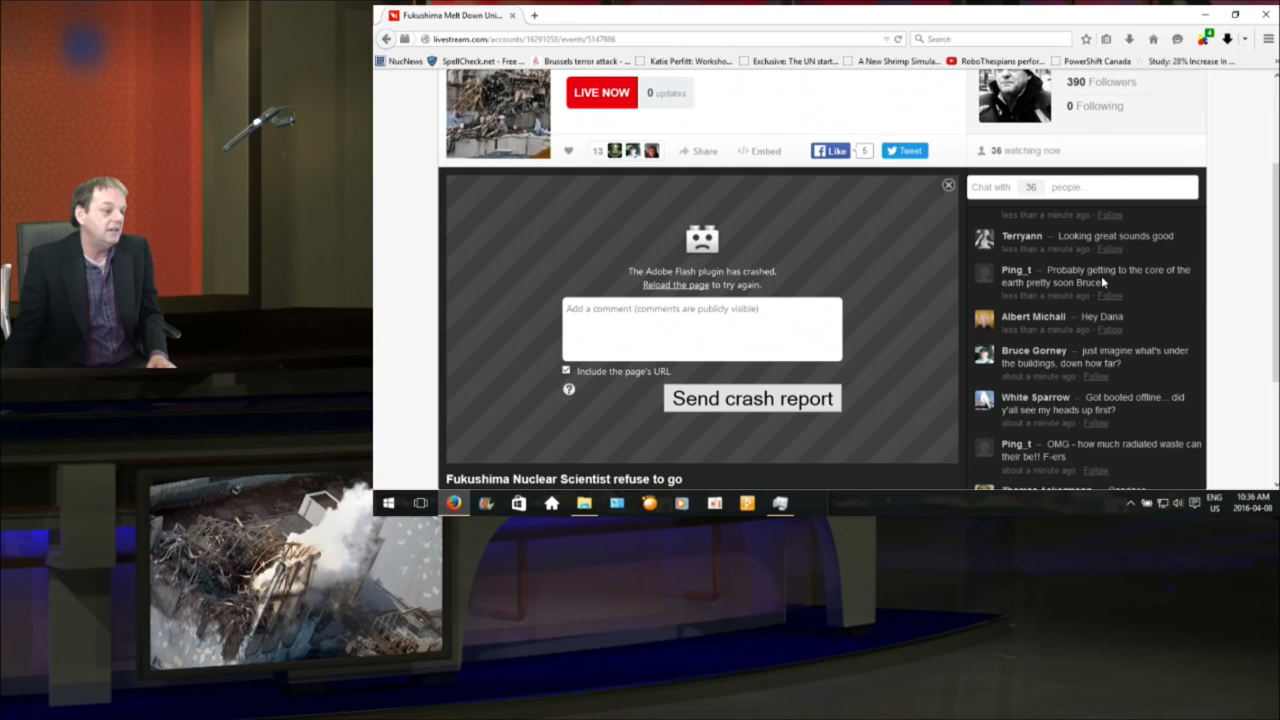 Fukushima Melt Down Uni...
livestream.com/accounts/16291058/events/5147986
Search
4
NucNews
SpellCheck.net - Free ...
Brussels terror attack - ...
Katie Perfitt: Worksho...
Exclusive: The UN start...
A New Shrimp Simula...
RoboThespians perfor...
PowerShift Canada
Study: 28% Increase In ...
LIVE NOW
0 updates
390 Followers
0 Following
13
Share
Embed
Like
5
Tweet
36 watching now
Chat with 36 people...
The Adobe Flash plugin has crashed.
Reload the page to try again.
Add a comment (comments are publicly visible)
Include the page's URL
?
Send crash report
less than a minute ago · Follow
Terryann – Looking great sounds good
less than a minute ago · Follow
Ping_t – Probably getting to the core of the
earth pretty soon Bruce
less than a minute ago · Follow
Albert Michall – Hey Dana
less than a minute ago · Follow
Bruce Gorney – just imagine what's under
the buildings, down how far?
about a minute ago · Follow
White Sparrow – Got booted offline... did
y'all see my heads up first?
about a minute ago · Follow
Ping_t – OMG - how much radiated waste can
their be!! F-ers
about a minute ago · Follow
Fukushima Nuclear Scientist refuse to go
ENG
US
10:36 AM
2016-04-08